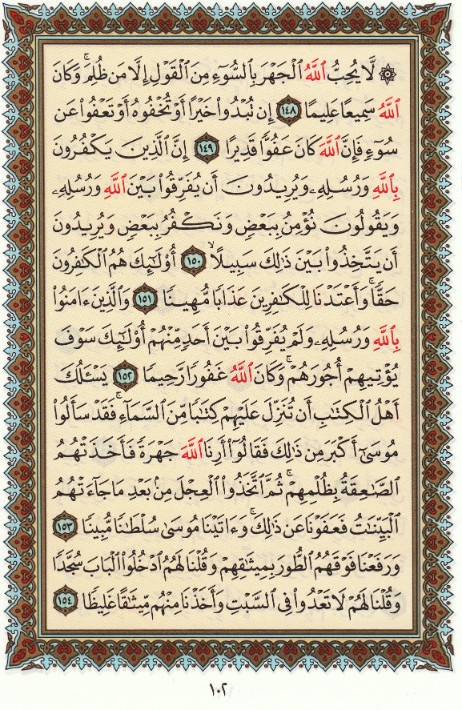 ۞ لَّا يُحِبُّ ٱللَّهُ ٱلْجَهْرَ بِٱلسُّوٓءِ مِنَ ٱلْقَوْلِ إِلَّا مَن ظُلِمَ ۚ وَكَانَ
ٱللَّهُ سَمِيعًا عَلِيمًا ١٤٨ إِن تُبْدُوا۟ خَيْرًا أَوْ تُخْفُوهُ أَوْ تَعْفُوا۟ عَن
سُوٓءٍ فَإِنَّ ٱللَّهَ كَانَ عَفُوًّا قَدِيرًا ١٤٩ إِنَّ ٱلَّذِينَ يَكْفُرُونَ
بِٱللَّهِ وَرُسُلِهِۦ وَيُرِيدُونَ أَن يُفَرِّقُوا۟ بَيْنَ ٱللَّهِ وَرُسُلِهِۦ
وَيَقُولُونَ نُؤْمِنُ بِبَعْضٍ وَنَكْفُرُ بِبَعْضٍ وَيُرِيدُونَ
أَن يَتَّخِذُوا۟ بَيْنَ ذَٰلِكَ سَبِيلًا ١٥٠ أُو۟لَـٰٓئِكَ هُمُ ٱلْكَـٰفِرُونَ
حَقًّا ۚ وَأَعْتَدْنَا لِلْكَـٰفِرِينَ عَذَابًا مُّهِينًا ١٥١ وَٱلَّذِينَ ءَامَنُوا۟
بِٱللَّهِ وَرُسُلِهِۦ وَلَمْ يُفَرِّقُوا۟ بَيْنَ أَحَدٍ مِّنْهُمْ أُو۟لَـٰٓئِكَ سَوْفَ
يُؤْتِيهِمْ أُجُورَهُمْ ۗ وَكَانَ ٱللَّهُ غَفُورًا رَّحِيمًا ١٥٢ يَسْـَٔلُكَ
أَهْلُ ٱلْكِتَـٰبِ أَن تُنَزِّلَ عَلَيْهِمْ كِتَـٰبًا مِّنَ ٱلسَّمَآءِ ۚ فَقَدْ سَأَلُوا۟
مُوسَىٰٓ أَكْبَرَ مِن ذَٰلِكَ فَقَالُوٓا۟ أَرِنَا ٱللَّهَ جَهْرَةً فَأَخَذَتْهُمُ
ٱلصَّـٰعِقَةُ بِظُلْمِهِمْ ۚ ثُمَّ ٱتَّخَذُوا۟ ٱلْعِجْلَ مِنۢ بَعْدِ مَا جَآءَتْهُمُ
ٱلْبَيِّنَـٰتُ فَعَفَوْنَا عَن ذَٰلِكَ ۚ وَءَاتَيْنَا مُوسَىٰ سُلْطَـٰنًا مُّبِينًا ١٥٣
وَرَفَعْنَا فَوْقَهُمُ ٱلطُّورَ بِمِيثَـٰقِهِمْ وَقُلْنَا لَهُمُ ٱدْخُلُوا۟ ٱلْبَابَ سُجَّدًا
وَقُلْنَا لَهُمْ لَا تَعْدُوا۟ فِى ٱلسَّبْتِ وَأَخَذْنَا مِنْهُم مِّيثَـٰقًا غَلِيظًا ١٥٤
١٠٢